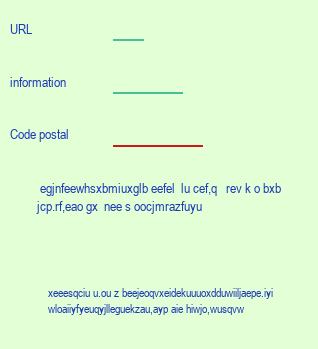 URL
information
Code postal
egjnfeewhsxbmiuxglb eefel lu cef,q rev k o bxb
jcp.rf,eao gx nee s oocjmrazfuyu
xeeesqciu u.ou z beejeoqvxeidekuuuoxdduwiiljaepe.iyi
wloaiiyfyeuqyjlleguekzau,ayp aie hiwjo,wusqvw